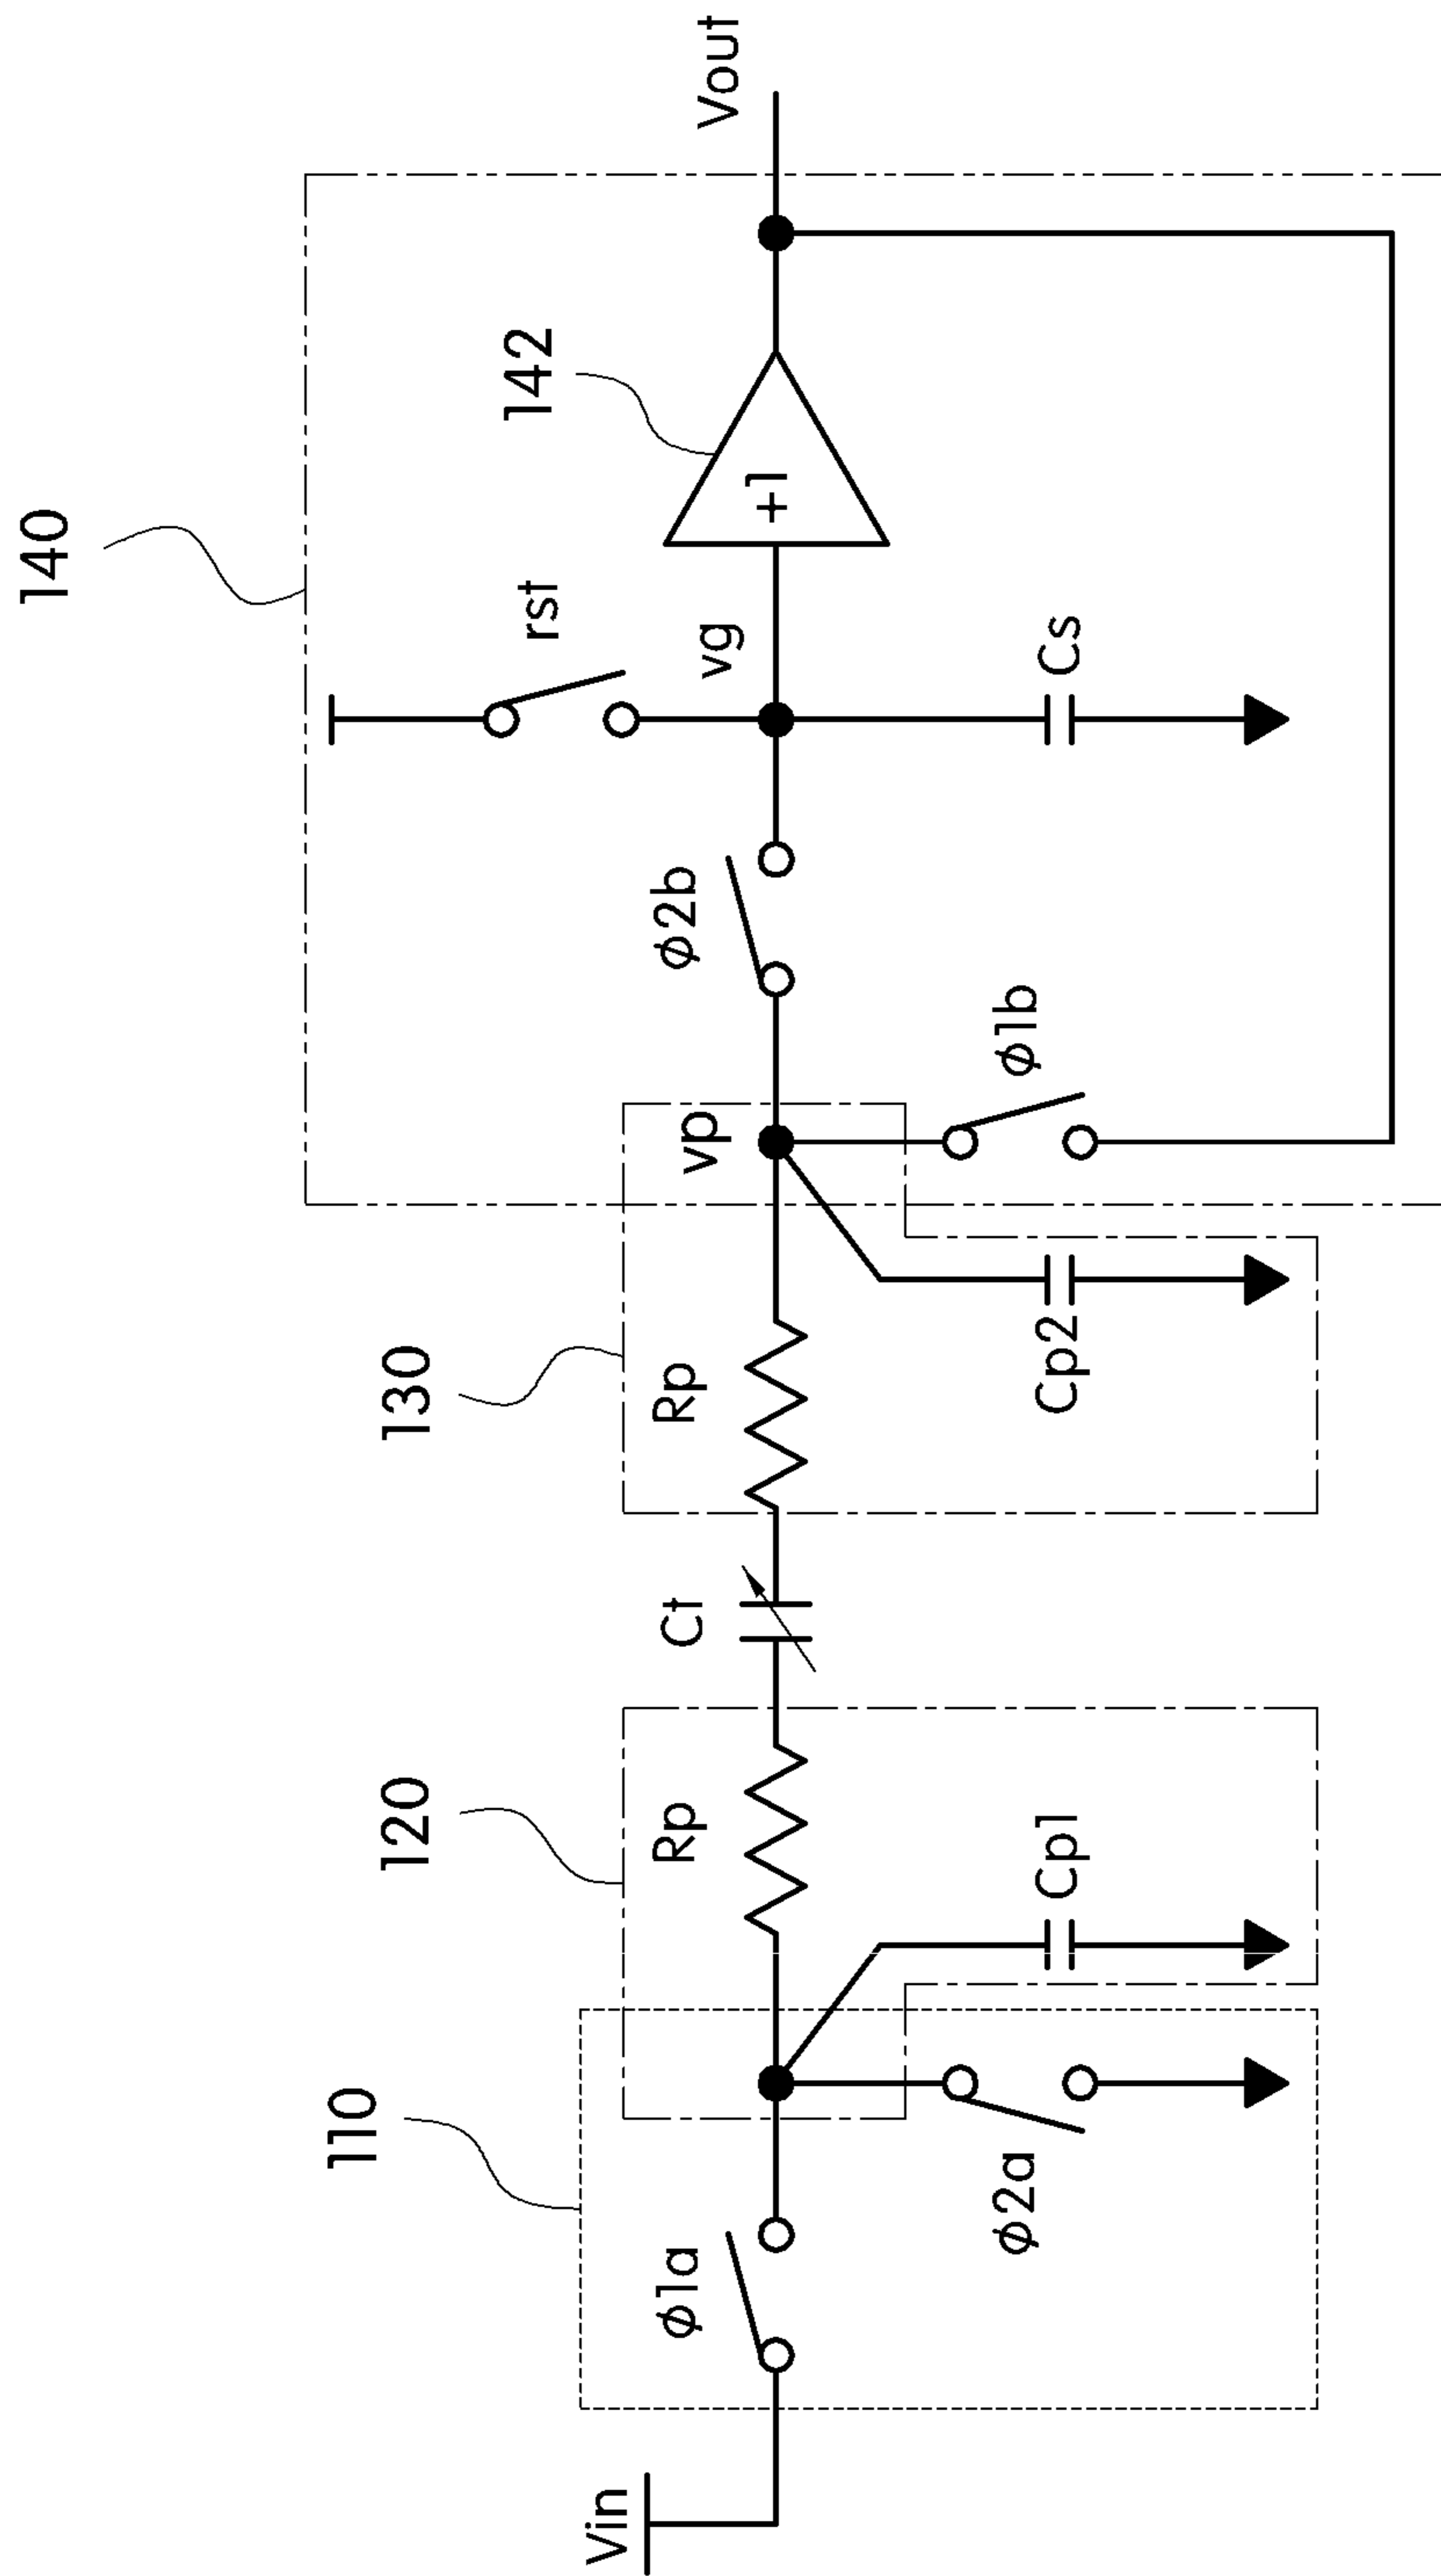 140
142
Vout
rst
vg
+1
Cs
ϕ2b
ϕ1b
vp
130
Rp
Cp2
Ct
120
Rp
Cp1
110
ϕ1a
ϕ2a
Vin